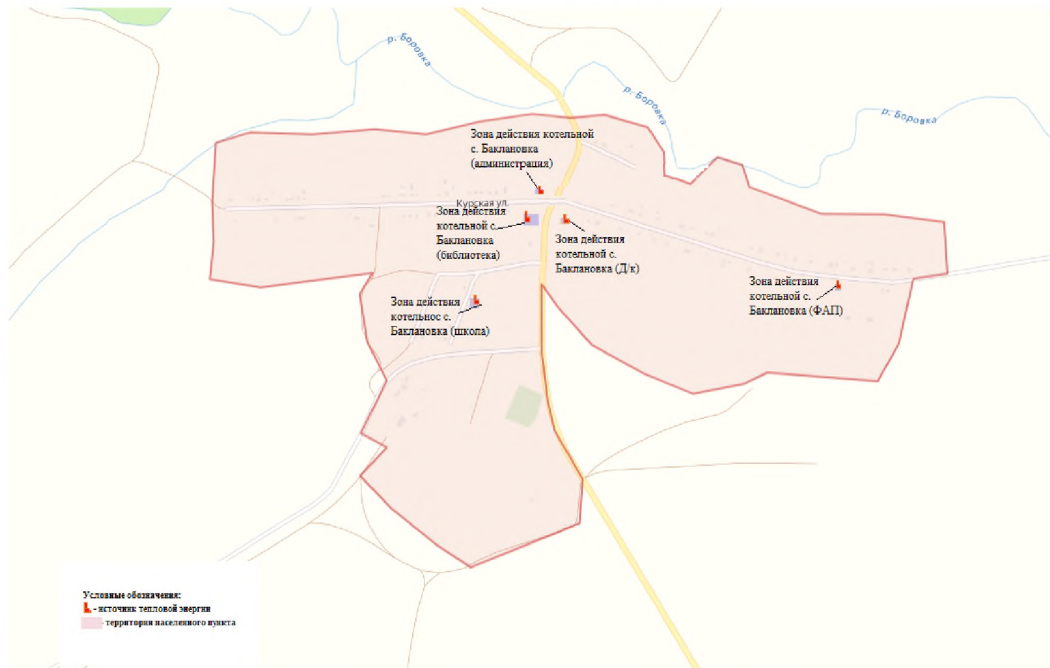 р. Боровка
р. Боровка
р. Боровка
Зона действия котельной
с. Баклановка
(администрация)
Курская ул.
Зона действия
котельной с.
Баклановка
(библиотека)
Зона действия
котельной с.
Баклановка (Д/к)
Зона действия
котельной с.
Баклановка (ФАП)
Зона действия
котельнос с.
Баклановка (школа)
Условные обозначения:
- источник тепловой энергии
- территория населенного пункта